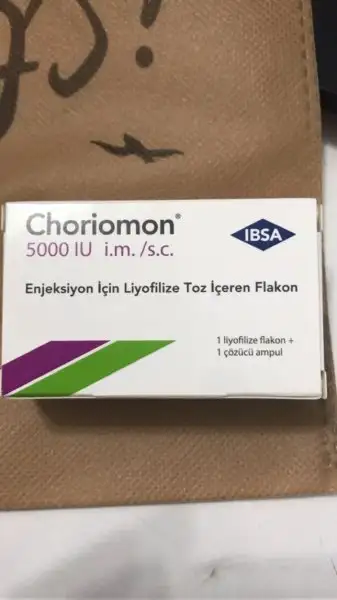 Choriomon®
5000 IU i.m. /s.c.
IBSA
Enjeksiyon İçin Liyofilize Toz İçeren Flakon
1 liyofilize flakon +
1 çözücü ampul